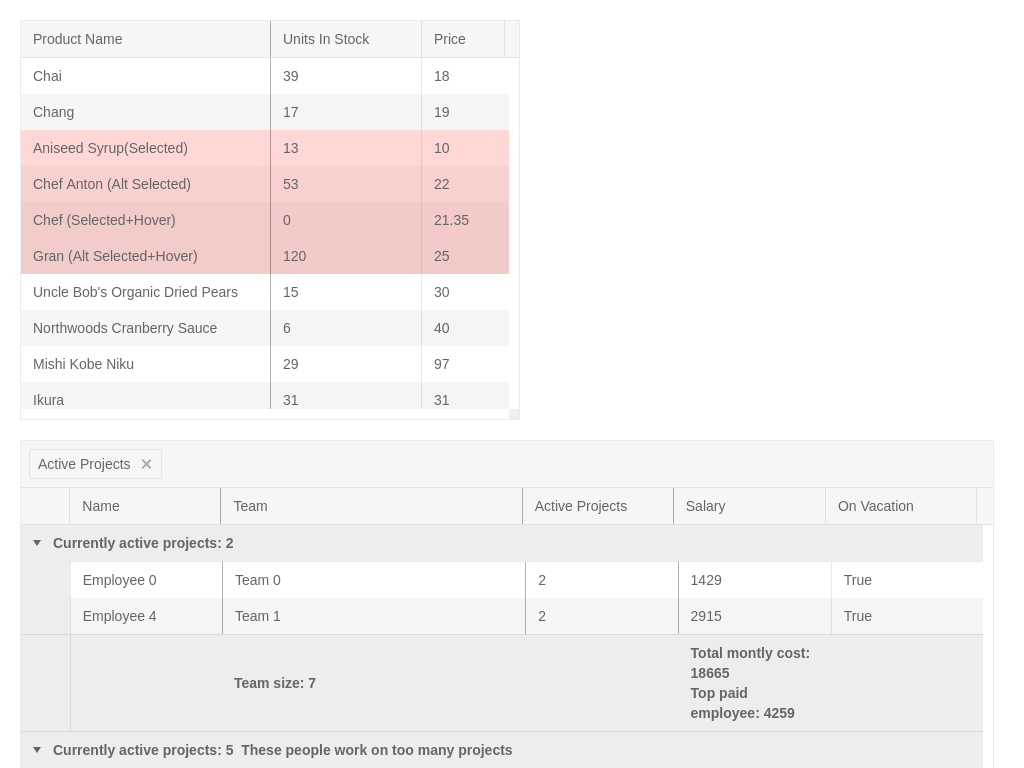 Product Name Units In Stock Price
Chai 39 18
Chang 17 19
Aniseed Syrup(Selected) 13 10
Chef Anton (Alt Selected) 53 22
Chef (Selected+Hover) 0 21.35
Gran (Alt Selected+Hover) 120 25
Uncle Bob's Organic Dried Pears 15 30
Northwoods Cranberry Sauce 6 40
Mishi Kobe Niku 29 97
Ikura 31 31
Active Projects ✕
Name Team Active Projects Salary On Vacation
Currently active projects: 2
Employee 0 Team 0 2 1429 True
Employee 4 Team 1 2 2915 True
Team size: 7
Total montly cost:
18665
Top paid
employee: 4259
Currently active projects: 5 These people work on too many projects